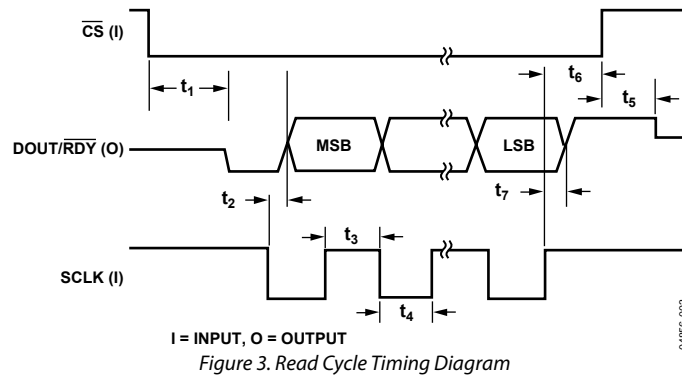 CS (I)
t1
t6
t5
DOUT/RDY (O)
MSB
LSB
t2
t3
t7
SCLK (I)
t4
I = INPUT, O = OUTPUT
Figure 3. Read Cycle Timing Diagram